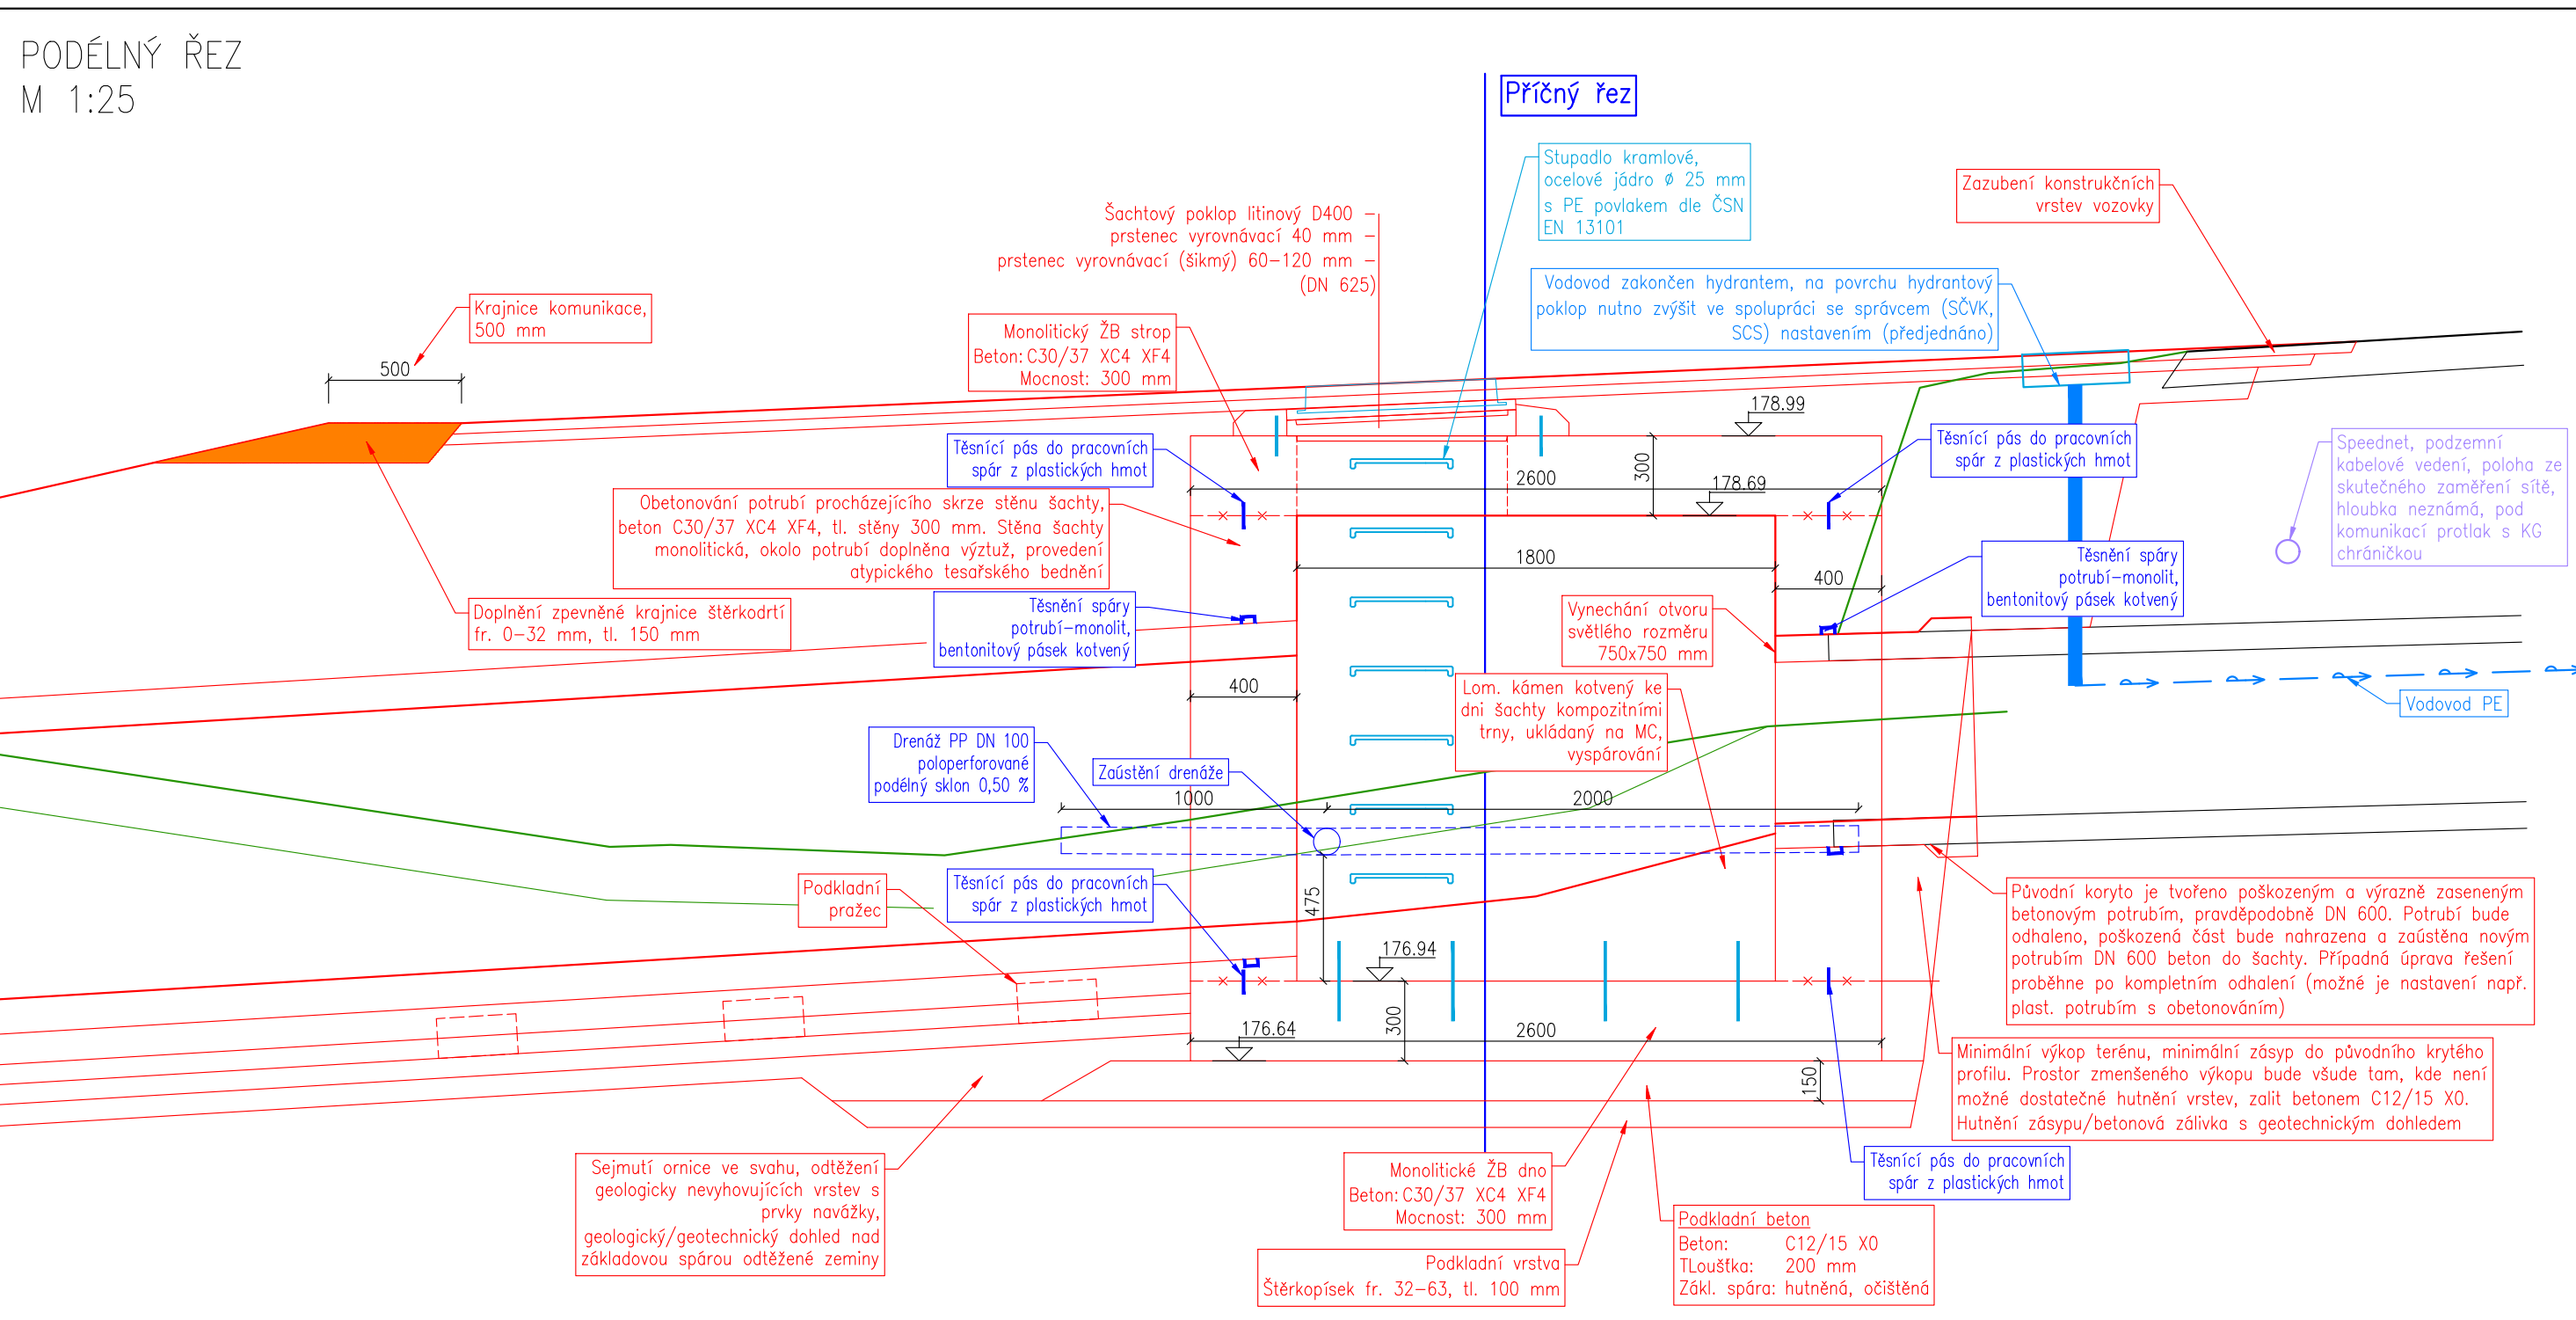 PODÉLNÝ ŘEZ
M 1:25
Příčný řez
Stupadlo kramlové,
ocelové jádro ø 25 mm
s PE povlakem dle ČSN
EN 13101
Zazubení konstrukčních
vrstev vozovky
Šachtový poklop litinový D400
prstenec vyrovnávací 40 mm
prstenec vyrovnávací (šikmý) 60-120 mm
(DN 625)
Vodovod zakončen hydrantem, na povrchu hydrantový
poklop nutno zvýšit ve spolupráci se správcem (SČVK,
SCS) nastavením (předjednáno)
Krajnice komunikace,
500 mm
500
Monolitický ŽB strop
Beton: C30/37 XC4 XF4
Mocnost: 300 mm
178.99
Těsnící pás do pracovních
spár z plastických hmot
Těsnící pás do pracovních
spár z plastických hmot
Speednet, podzemní
kabelové vedení, poloha ze
skutečného zaměření sítě,
hloubka neznámá, pod
komunikací protlak s KG
chráničkou
300
2600
178.69
Obetonování potrubí procházejícího skrze stěnu šachty,
beton C30/37 XC4 XF4, tl. stěny 300 mm. Stěna šachty
monolitická, okolo potrubí doplněna výztuž, provedení
atypického tesařského bednění
1800
400
Těsnění spáry
potrubí-monolit,
bentonitový pásek kotvený
Doplnění zpevněné krajnice štěrkodrtí
fr. 0-32 mm, tl. 150 mm
Těsnění spáry
potrubí-monolit,
bentonitový pásek kotvený
Vynechání otvoru
světlého rozměru
750x750 mm
400
Lom. kámen kotvený ke
dni šachty kompozitními
trny, ukládaný na MC,
vyspárování
Vodovod PE
Drenáž PP DN 100
poloperforované
podélný sklon 0,50 %
Zaústění drenáže
1000
2000
Podkladní
pražec
Těsnící pás do pracovních
spár z plastických hmot
475
Původní koryto je tvořeno poškozeným a výrazně zaseneným
betonovým potrubím, pravděpodobně DN 600. Potrubí bude
odhaleno, poškozená část bude nahrazena a zaústěna novým
potrubím DN 600 beton do šachty. Případná úprava řešení
proběhne po kompletním odhalení (možné je nastavení např.
plast. potrubím s obetonováním)
176.94
300
176.64
2600
150
Minimální výkop terénu, minimální zásyp do původního krytého
profilu. Prostor zmenšeného výkopu bude všude tam, kde není
možné dostatečné hutnění vrstev, zalit betonem C12/15 X0.
Hutnění zásypu/betonová zálivka s geotechnickým dohledem
Sejmutí ornice ve svahu, odtěžení
geologicky nevyhovujících vrstev s
prvky navážky,
geologický/geotechnický dohled nad
základovou spárou odtěžené zeminy
Monolitické ŽB dno
Beton: C30/37 XC4 XF4
Mocnost: 300 mm
Těsnící pás do pracovních
spár z plastických hmot
Podkladní beton
Beton: C12/15 X0
TLoušťka: 200 mm
Zákl. spára: hutněná, očištěná
Podkladní vrstva
Štěrkopísek fr. 32-63, tl. 100 mm